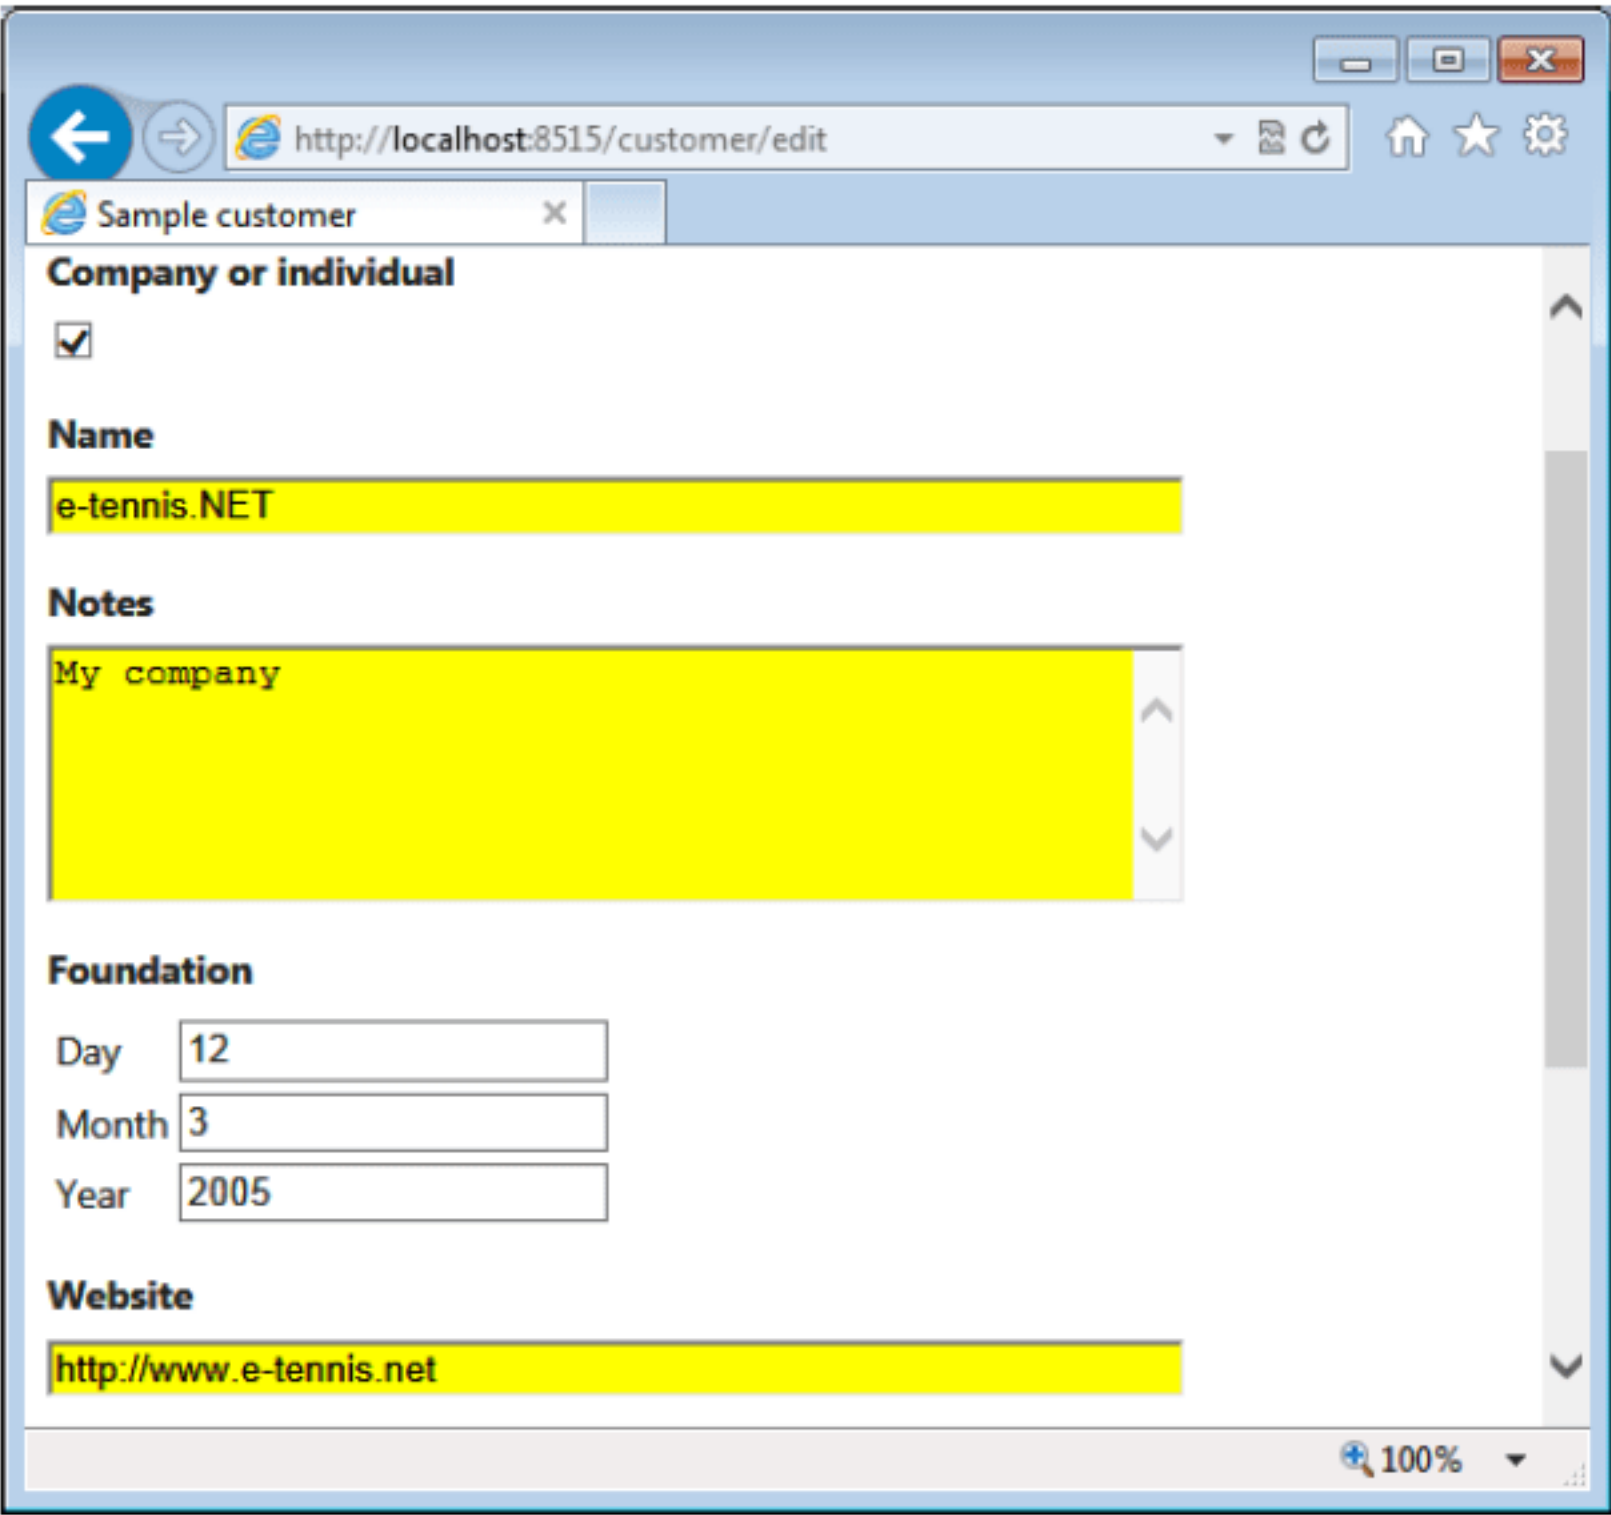 http://localhost:8515/customer/edit
Sample customer
Company or individual
Name
e-tennis.NET
Notes
My company
Foundation
Day 12
Month 3
Year 2005
Website
http://www.e-tennis.net
100%